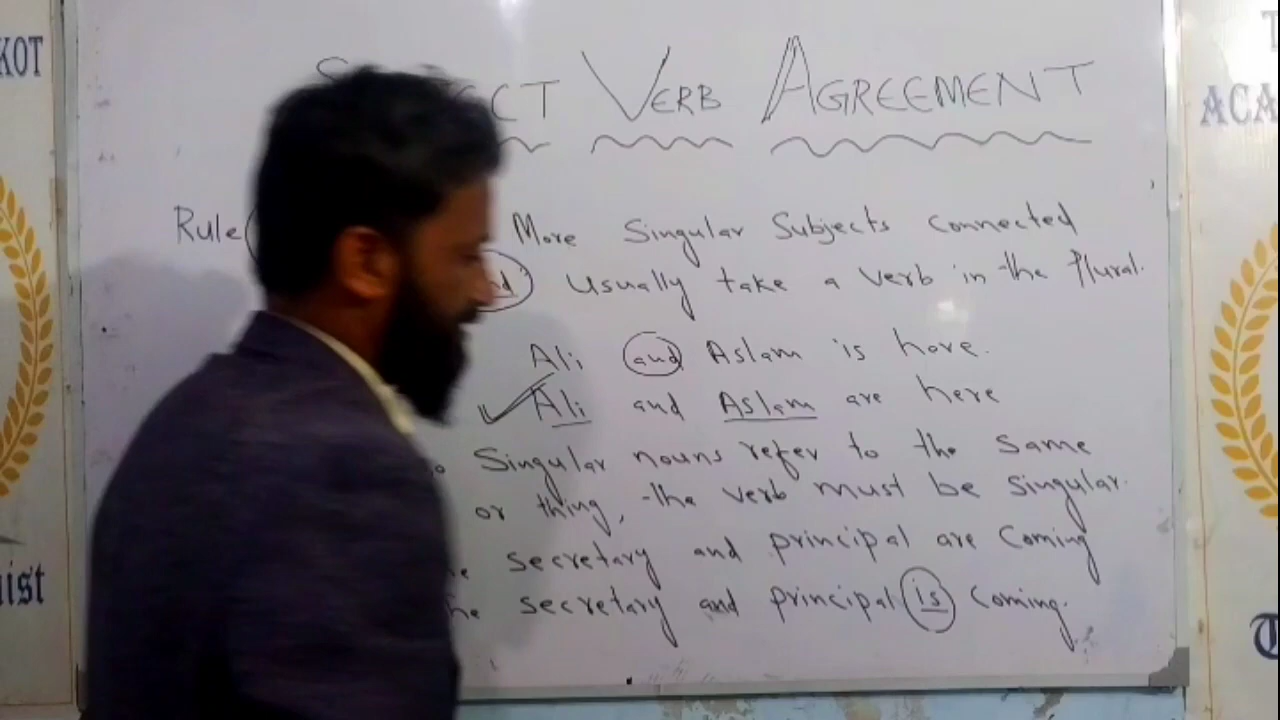 KOT
ACA
ist
VERB AGREEMENT
Rule More Singular Subjects connected
Usually take a verb in the Plural.
Ali and Aslam is here.
Ali and Aslam are here
Singular nouns refer to the same
or thing, the verb must be singular.
secretary and principal are Coming
secretary and principal is Coming.